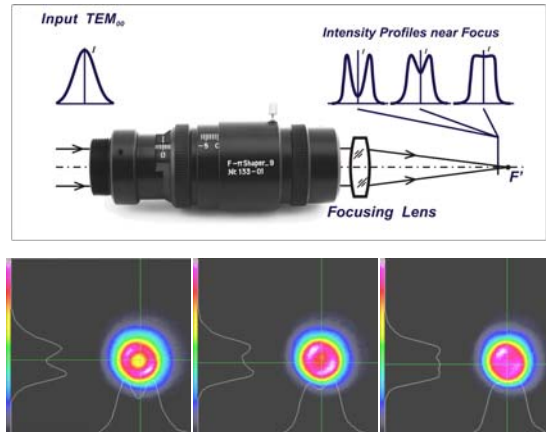 Input TEM₀₀
Intensity Profiles near Focus
I
I
I
I
F-πShaper_9
Nr. 133-01
F'
Focusing Lens